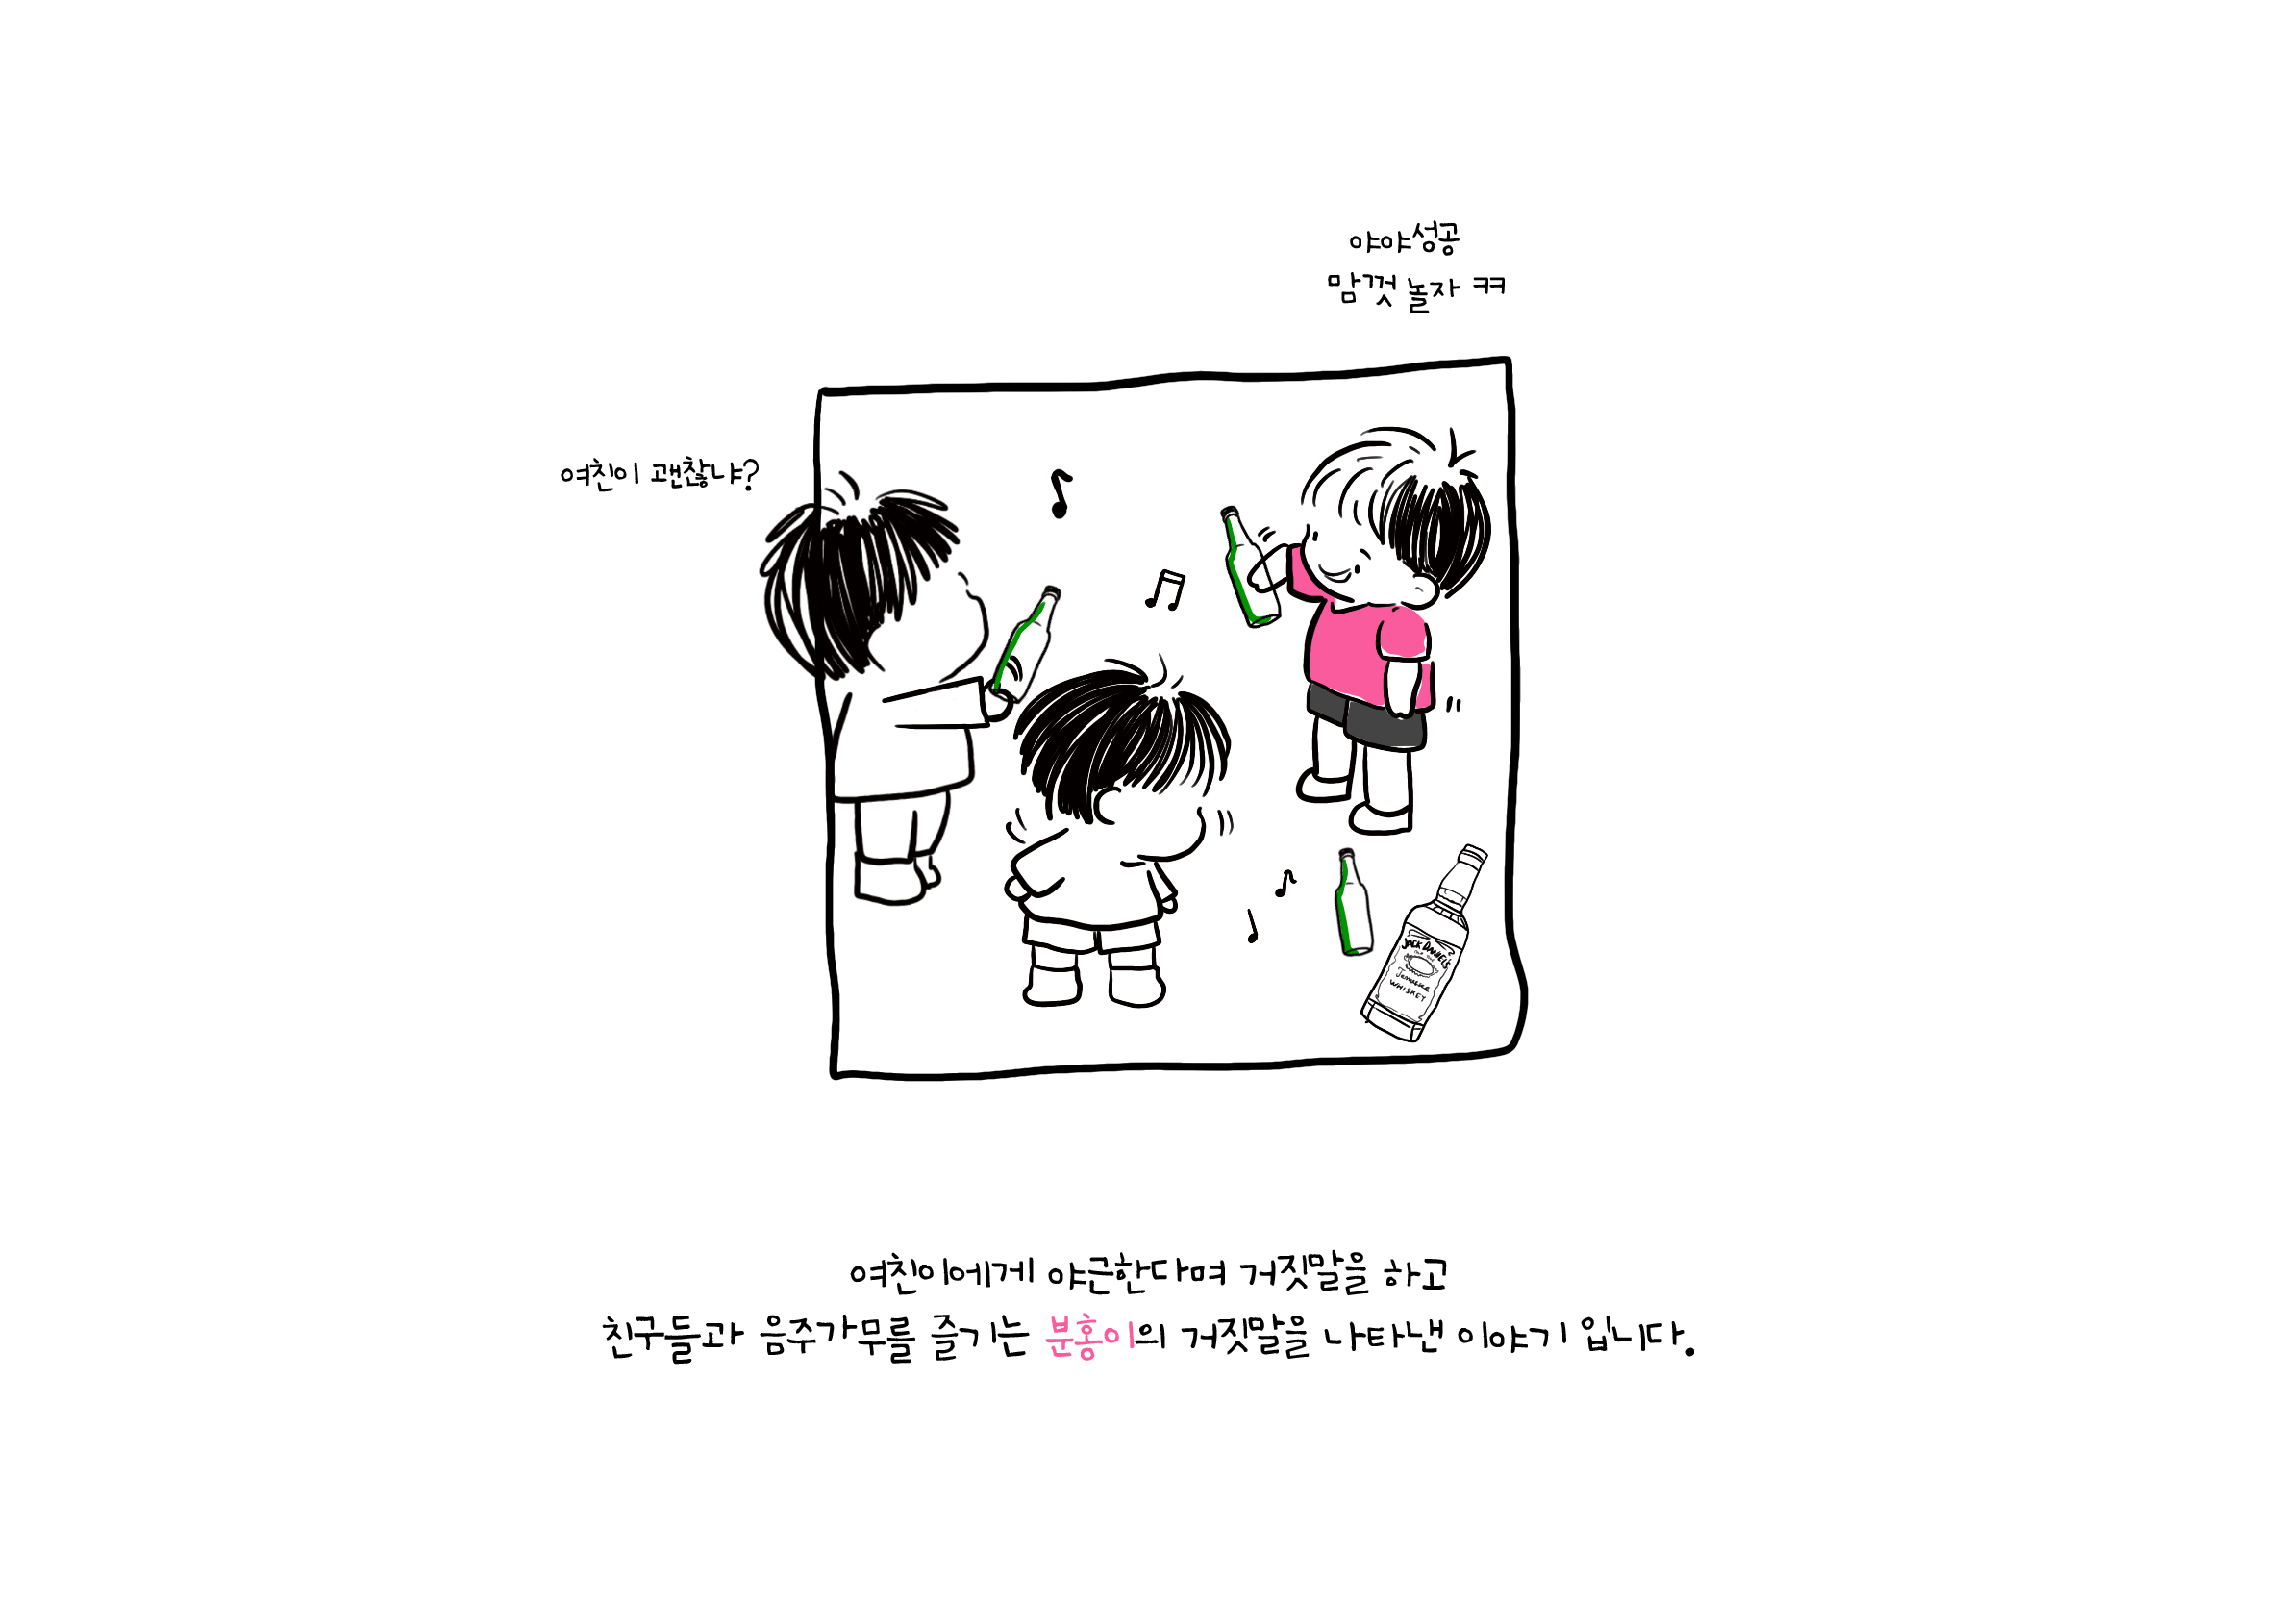 야야성공
맘껏 놀자 ㅋㅋ
여친이 괜찮냐?
JACK DANIEL'S
WHISKEY
여친이에게 야근한다며 거짓말을 하고
친구들과 음주가무를 즐기는 분홍이의 거짓말을 나타낸 이야기 입니다.